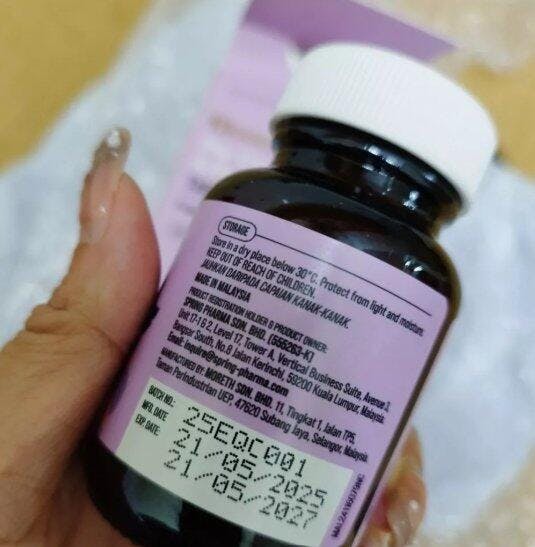 STORAGE
Store in a dry place below 30°C. Protect from light and moisture.
KEEP OUT OF REACH OF CHILDREN.
JAUHKAN DARIPADA CAPAIAN KANAK-KANAK.
MADE IN MALAYSIA
PRODUCT REGISTRATION HOLDER & PRODUCT OWNER:
SPRING PHARMA SDN. BHD. (555263-K)
Unit 17-1 & 2, Level 17, Tower A, Vertical Business Suite, Avenue 3,
Bangsar South, No.8 Jalan Kerinchi, 59200 Kuala Lumpur, Malaysia.
Email: inquire@spring-pharma.com
MANUFACTURED BY: MORETH SDN. BHD. 11, Tingkat 1, Jalan TP5,
Taman Perindustrian UEP, 47620 Subang Jaya, Selangor, Malaysia.
BATCH NO.: 25EQC001
MFG. DATE: 21/05/2025
EXP. DATE: 21/05/2027